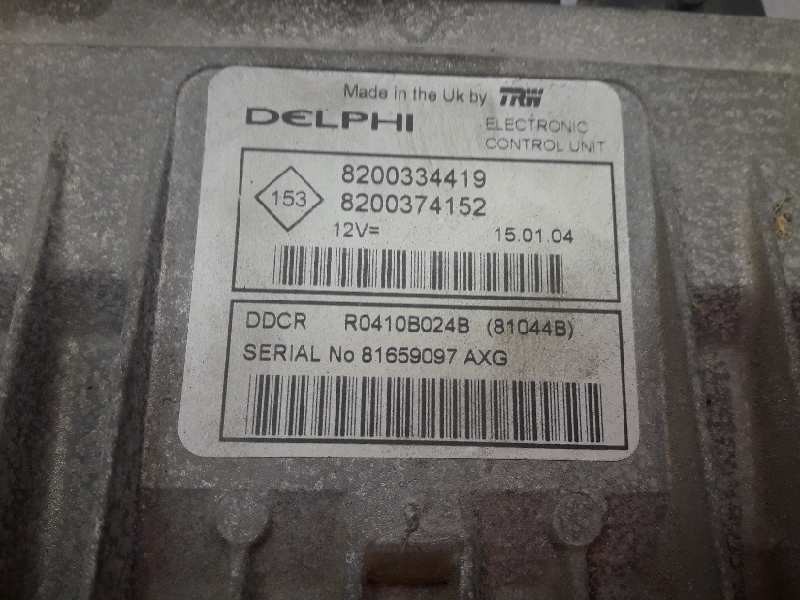 Made in the Uk by TRW
DELPHI
ELECTRONIC
CONTROL UNIT
153
8200334419
8200374152
12V= 15.01.04
DDCR R0410B024B (81044B)
SERIAL No 81659097 AXG